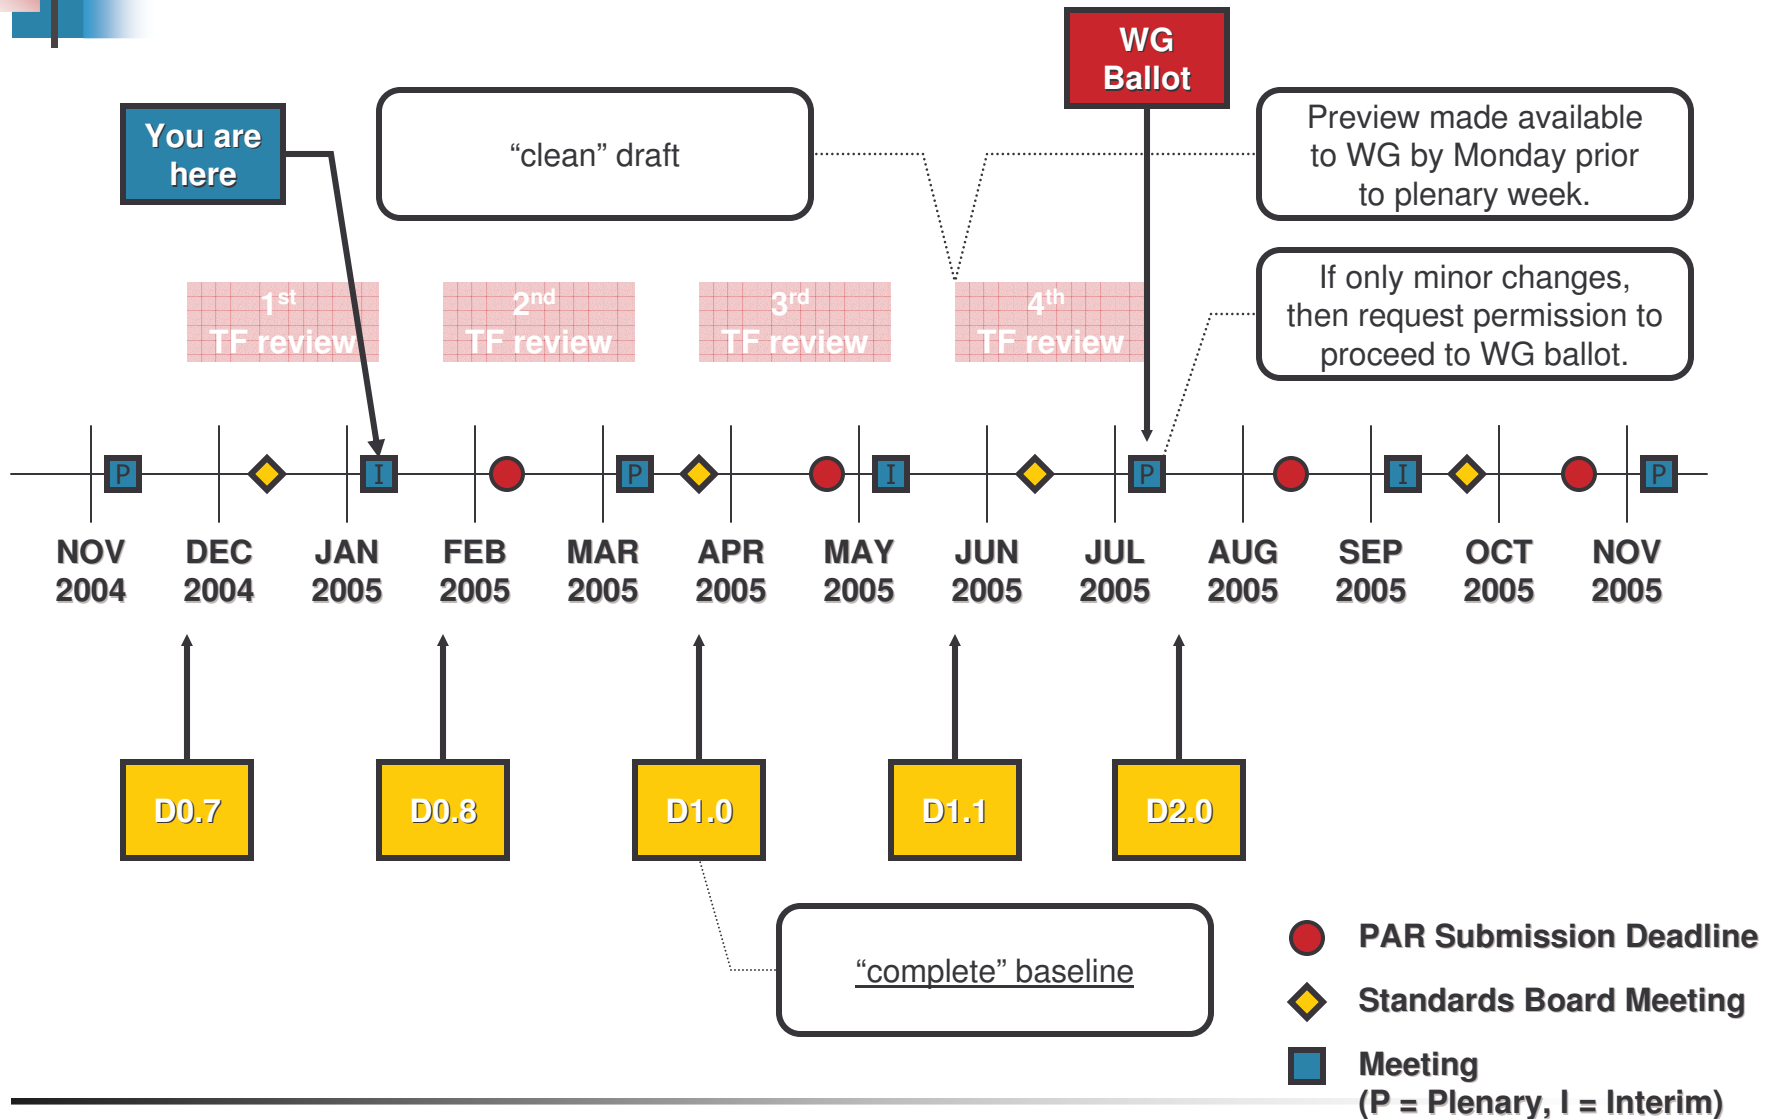 WG
Ballot
You are
here
“clean” draft
Preview made available
to WG by Monday prior
to plenary week.
If only minor changes,
then request permission to
proceed to WG ballot.
1st
TF review
2nd
TF review
3rd
TF review
4th
TF review
P
I
P
I
P
I
P
NOV
2004
DEC
2004
JAN
2005
FEB
2005
MAR
2005
APR
2005
MAY
2005
JUN
2005
JUL
2005
AUG
2005
SEP
2005
OCT
2005
NOV
2005
D0.7
D0.8
D1.0
D1.1
D2.0
“complete” baseline
PAR Submission Deadline
Standards Board Meeting
Meeting
(P = Plenary, I = Interim)